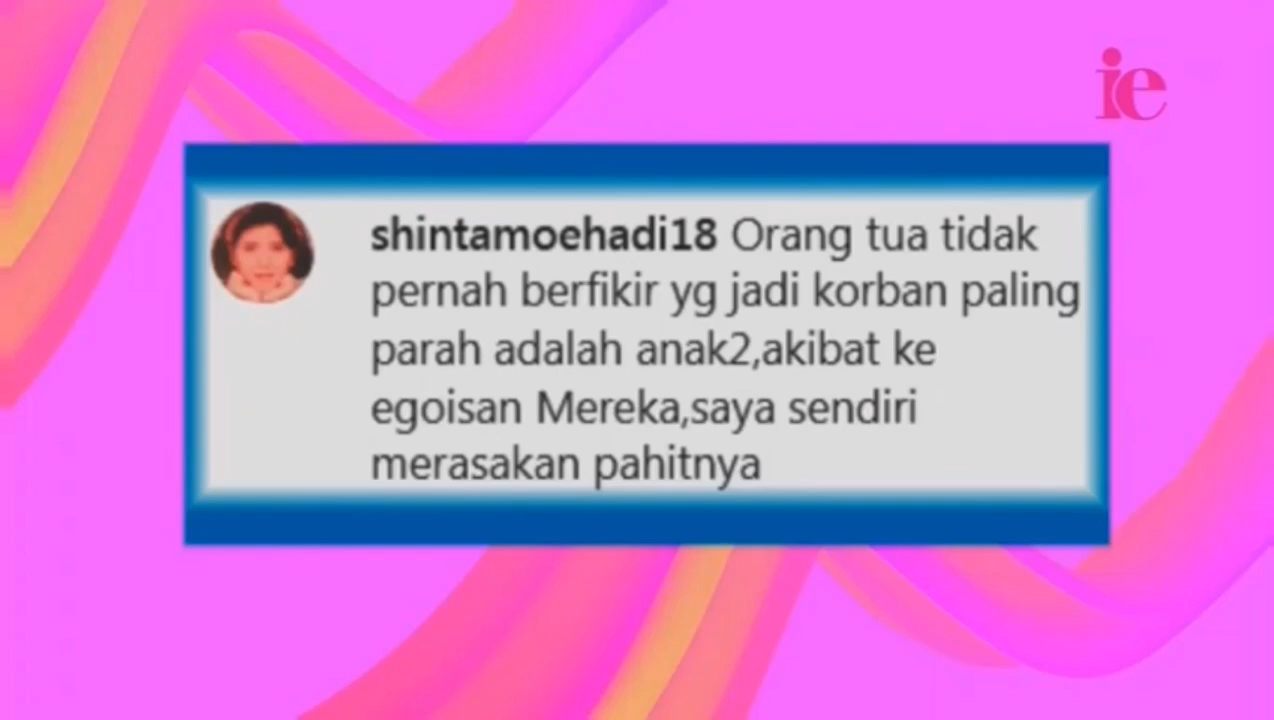 ie
shintamoehadi18 Orang tua tidak
pernah berfikir yg jadi korban paling
parah adalah anak2,akibat ke
egoisan Mereka,saya sendiri
merasakan pahitnya